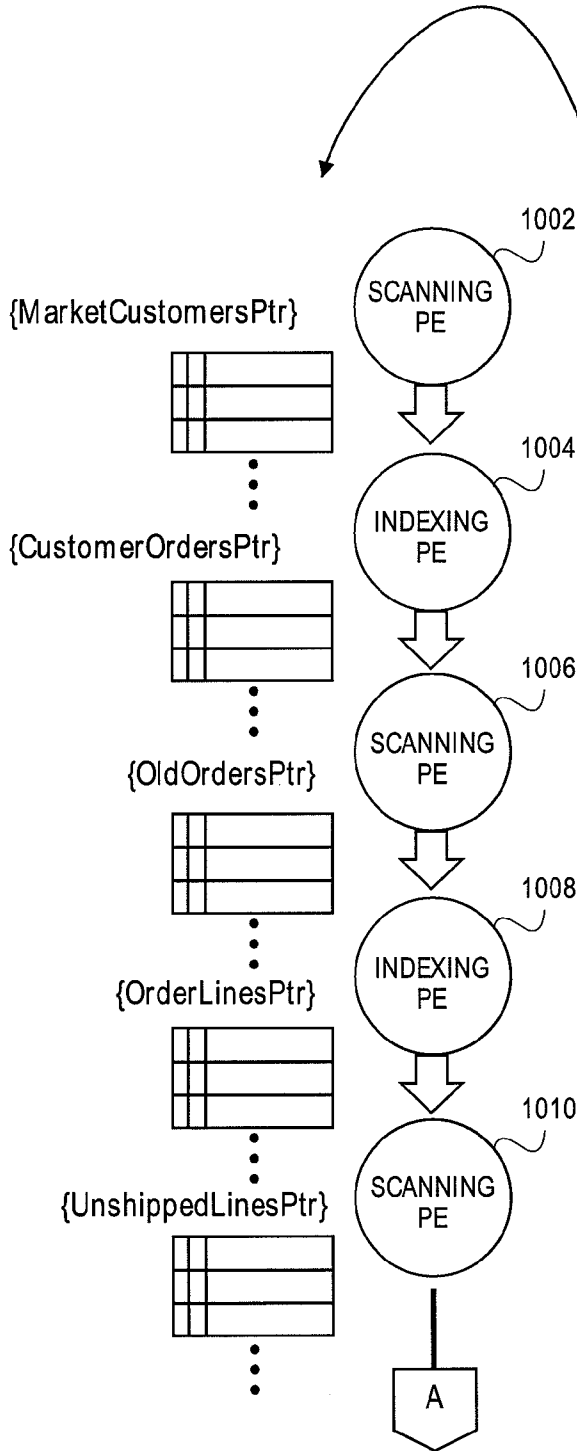 1002
SCANNING
PE
{MarketCustomersPtr}
1004
INDEXING
PE
{CustomerOrdersPtr}
1006
SCANNING
PE
{OldOrdersPtr}
1008
INDEXING
PE
{OrderLinesPtr}
1010
SCANNING
PE
{UnshippedLinesPtr}
A